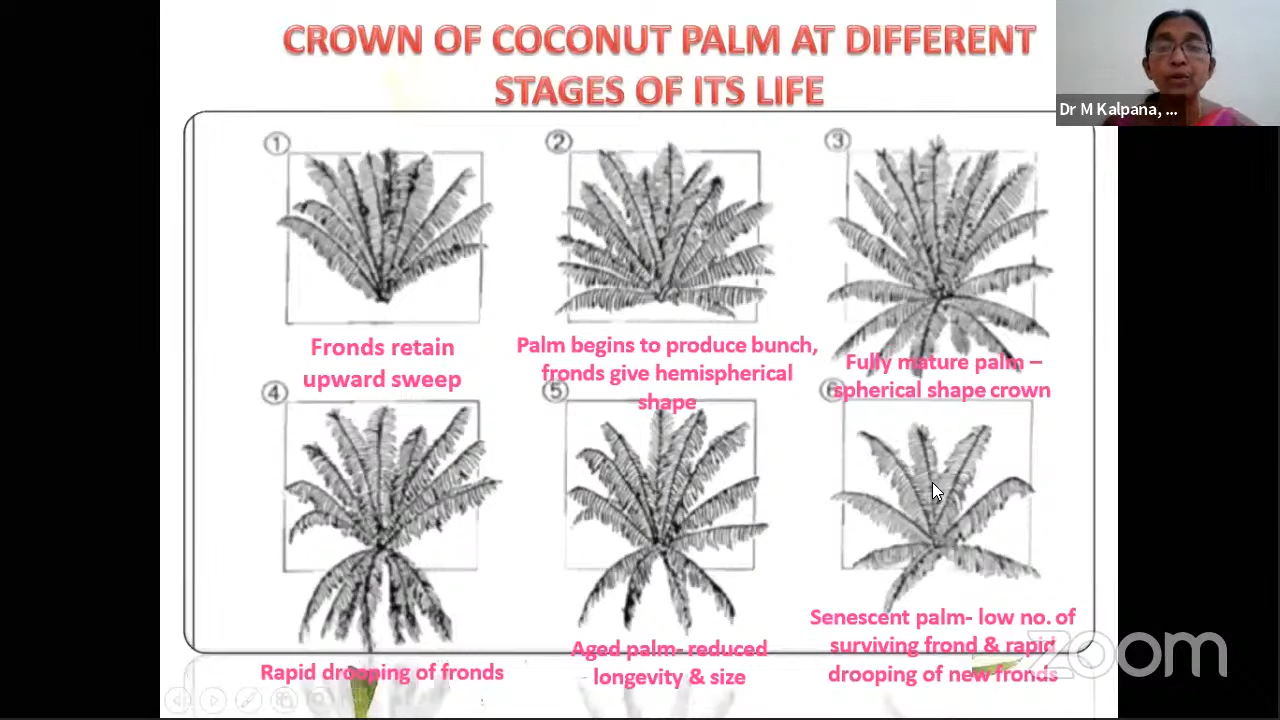 CROWN OF COCONUT PALM AT DIFFERENT
STAGES OF ITS LIFE
Dr M Kalpana, ...
1
2
3
Fronds retain
upward sweep
Palm begins to produce bunch,
fronds give hemispherical
shape
Fully mature palm –
spherical shape crown
4
5
6
Rapid drooping of fronds
Aged palm- reduced
longevity & size
Senescent palm- low no. of
surviving frond & rapid
drooping of new fronds
zoom